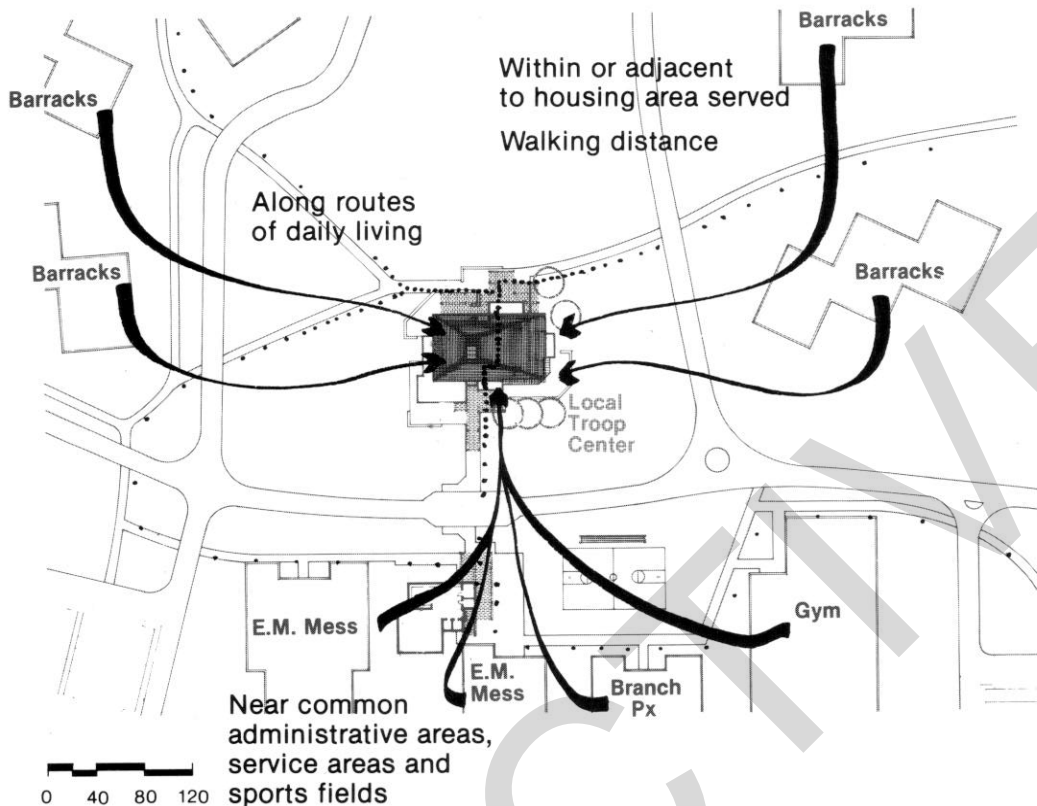 Barracks
Within or adjacent
to housing area served
Walking distance
Barracks
Along routes
of daily living
Barracks
Barracks
Local
Troop
Center
E.M. Mess
E.M.
Mess
Branch
Px
Gym
Near common
administrative areas,
service areas and
sports fields
0 40 80 120